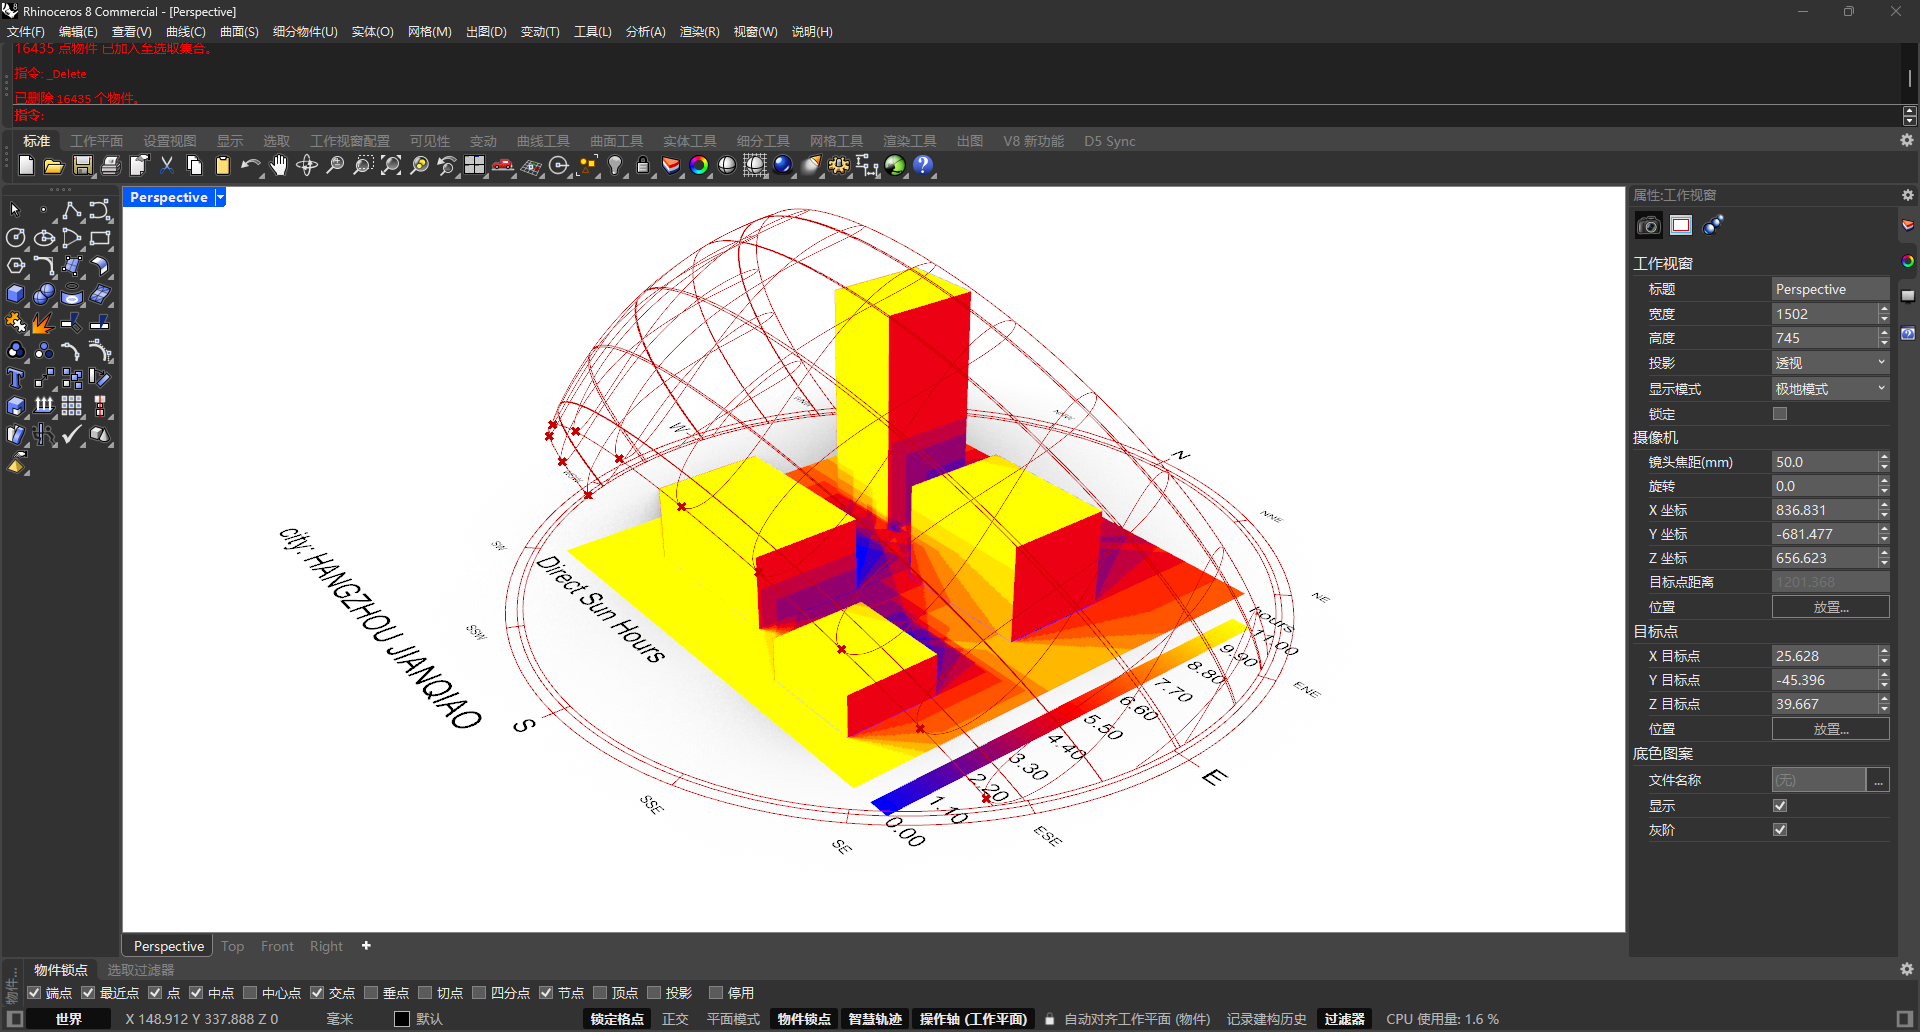 Rhinoceros 8 Commercial - [Perspective]
文件(F) 编辑(E) 查看(V) 曲线(C) 曲面(S) 细分物件(U) 实体(O) 网格(M) 出图(D) 变动(T) 工具(L) 分析(A) 渲染(R) 视窗(W) 说明(H)
16435 点物件 已加入至选取集合。
指令: _Delete
已删除 16435 个物件。
指令:
标准 工作平面 设置视图 显示 选取 工作视窗配置 可见性 变动 曲线工具 曲面工具 实体工具 细分工具 网格工具 渲染工具 出图 V8 新功能 D5 Sync
Perspective
属性:工作视窗
工作视窗
标题 Perspective
宽度 1502
高度 745
投影 透视
显示模式 极地模式
锁定
摄像机
镜头焦距(mm) 50.0
旋转 0.0
X 坐标 836.831
Y 坐标 -681.477
Z 坐标 656.623
目标点距离 1201.368
位置 放置...
目标点
X 目标点 25.628
Y 目标点 -45.396
Z 目标点 39.667
位置 放置...
底色图案
文件名称 (无) ...
显示
灰阶
W
N
NNE
NE
ENE
E
ESE
SE
SSE
S
SSW
SW
city: HANGZHOU JIANQIAO
Direct Sun Hours
hours
11.00
9.90
8.80
7.70
6.60
5.50
4.40
3.30
2.20
1.10
0.00
Perspective Top Front Right
物件锁点 选取过滤器
物件
端点 最近点 点 中点 中心点 交点 垂点 切点 四分点 节点 顶点 投影 停用
世界 X 148.912 Y 337.888 Z 0 毫米 默认 锁定格点 正交 平面模式 物件锁点 智慧轨迹 操作轴 (工作平面) 自动对齐工作平面 (物件) 记录建构历史 过滤器 CPU 使用量: 1.6 %